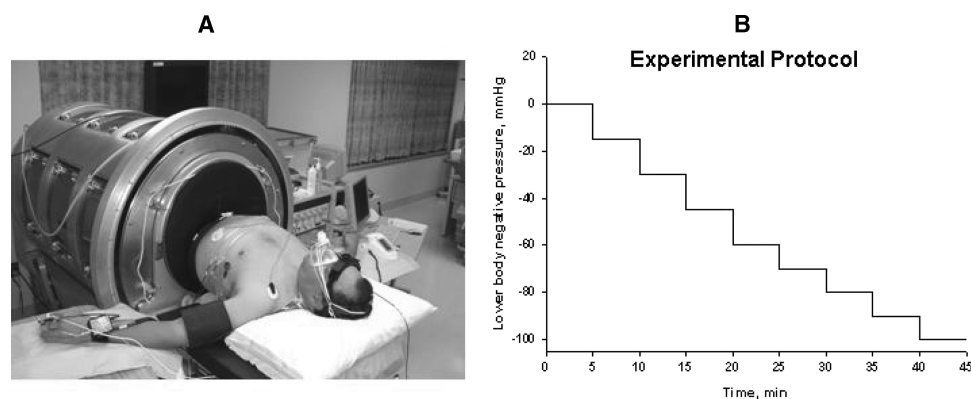 A
B
Experimental Protocol
Lower body negative pressure, mmHg
20
0
-20
-40
-60
-80
-100
0 5 10 15 20 25 30 35 40 45
Time, min